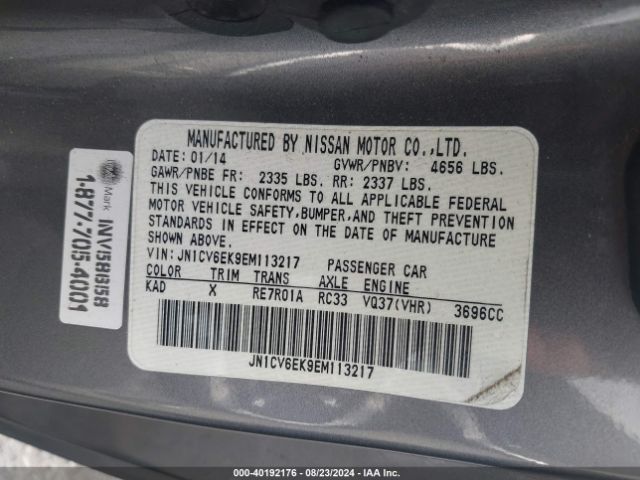 MANUFACTURED BY NISSAN MOTOR CO.,LTD.
DATE: 01/14 GVWR/PNBV: 4656 LBS.
GAWR/PNBE FR: 2335 LBS. RR: 2337 LBS.
THIS VEHICLE CONFORMS TO ALL APPLICABLE FEDERAL
MOTOR VEHICLE SAFETY,BUMPER,AND THEFT PREVENTION
STANDARDS IN EFFECT ON THE DATE OF MANUFACTURE
SHOWN ABOVE.
VIN: JN1CV6EK9EM113217 PASSENGER CAR
COLOR TRIM TRANS AXLE ENGINE
KAD X RE7R01A RC33 VQ37(VHR) 3696CC
JN1CV6EK9EM113217
Mark INV58858
1-877-705-4001
000-40192176 - 08/23/2024 - IAA Inc.